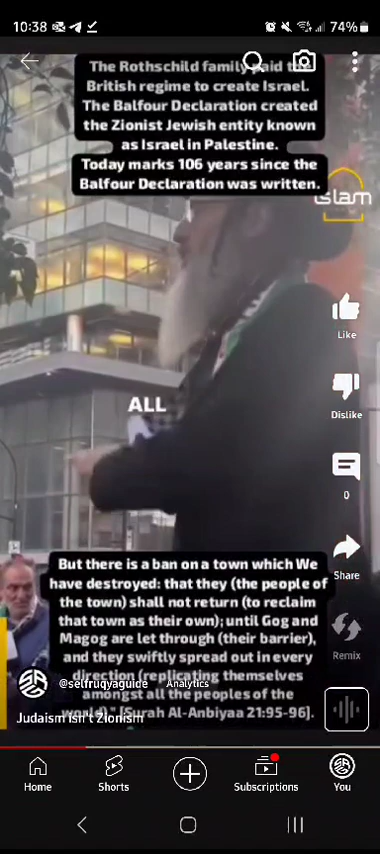 10:38
74%
The Rothschild family paid the
British regime to create Israel.
The Balfour Declaration created
the Zionist Jewish entity known
as Israel in Palestine.
Today marks 106 years since the
Balfour Declaration was written.
islam
Like
ALL
Dislike
0
But there is a ban on a town which We
have destroyed: that they (the people of
the town) shall not return (to reclaim
that town as their own); until Gog and
Magog are let through (their barrier),
and they swiftly spread out in every
direction (replicating themselves
amongst all the peoples of the
world)" [Surah Al-Anbiyaa 21:95-96].
Share
Remix
@selfruqyaguide Analytics
Judaism isn't Zionism
Home
Shorts
Subscriptions
You